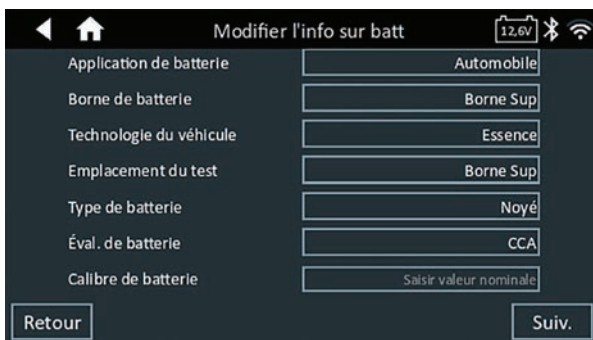 Modifier l'info sur batt 12,6V
Application de batterie Automobile
Borne de batterie Borne Sup
Technologie du véhicule Essence
Emplacement du test Borne Sup
Type de batterie Noyé
Éval. de batterie CCA
Calibre de batterie Saisir valeur nominale
Retour Suiv.